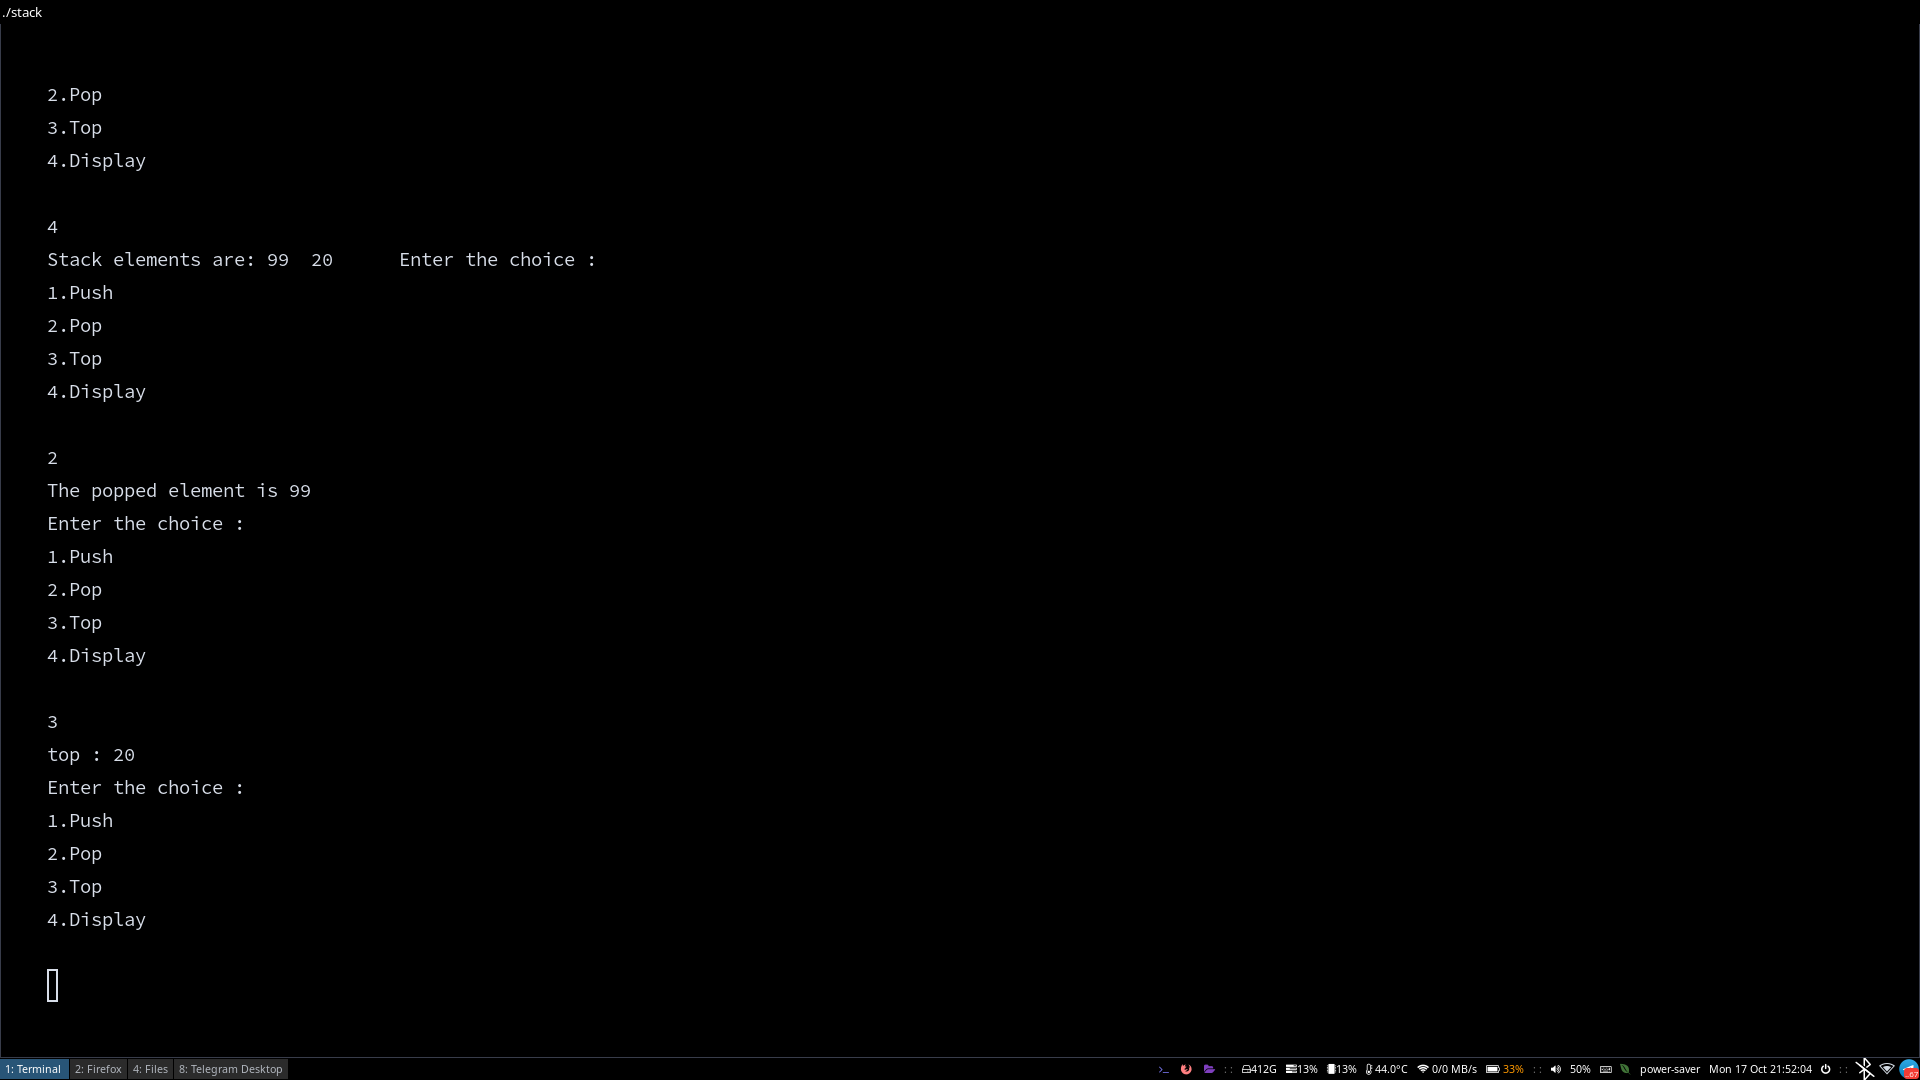 ./stack
2.Pop
3.Top
4.Display
4
Stack elements are: 99  20      Enter the choice :
1.Push
2.Pop
3.Top
4.Display
2
The popped element is 99
Enter the choice :
1.Push
2.Pop
3.Top
4.Display
3
top : 20
Enter the choice :
1.Push
2.Pop
3.Top
4.Display
1: Terminal 2: Firefox 4: Files 8: Telegram Desktop >_ :: 412G 13% 13% 44.0°C 0/0 MB/s 33% :: 50% power-saver Mon 17 Oct 21:52:04 ::